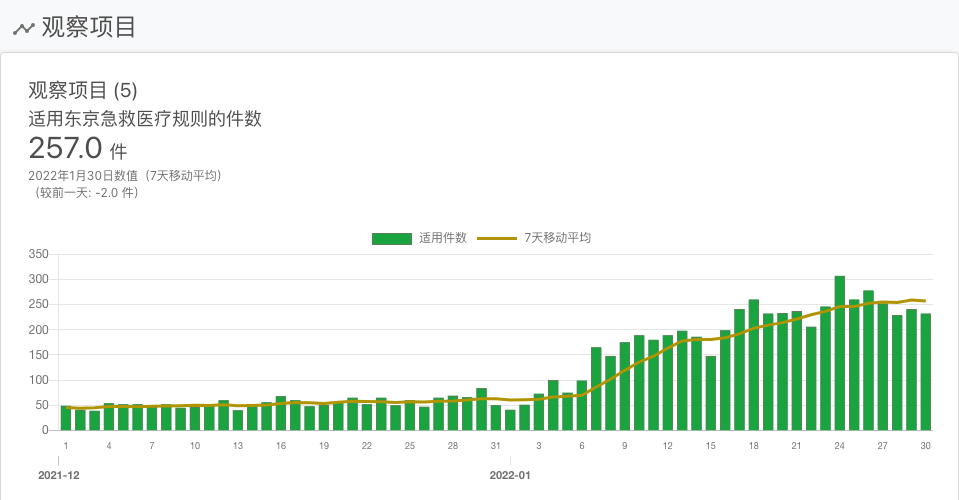 观察项目
观察项目 (5)
适用东京急救医疗规则的件数
257.0 件
2022年1月30日数值（7天移动平均）
（较前一天: -2.0 件）
适用件数 7天移动平均
350
300
250
200
150
100
50
0
1 4 7 10 13 16 19 22 25 28 31 3 6 9 12 15 18 21 24 27 30
2021-12 2022-01